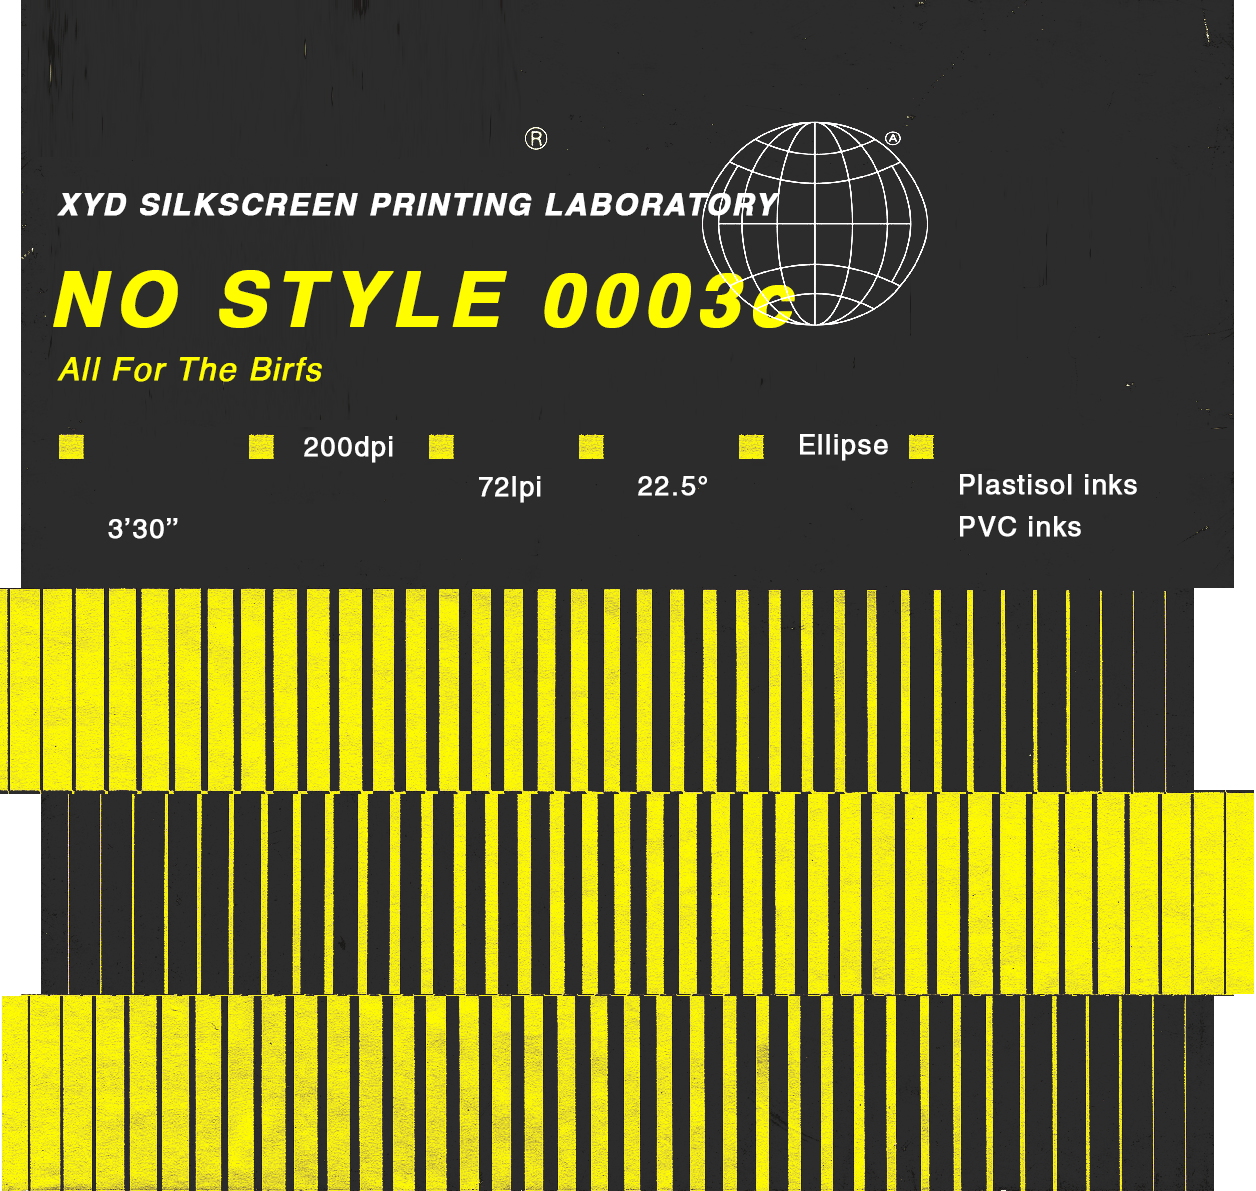 ®
Ⓐ
XYD SILKSCREEN PRINTING LABORATORY
NO STYLE 0003c
All For The Birfs
200dpi
Ellipse
72lpi
22.5°
Plastisol inks
3’30”
PVC inks